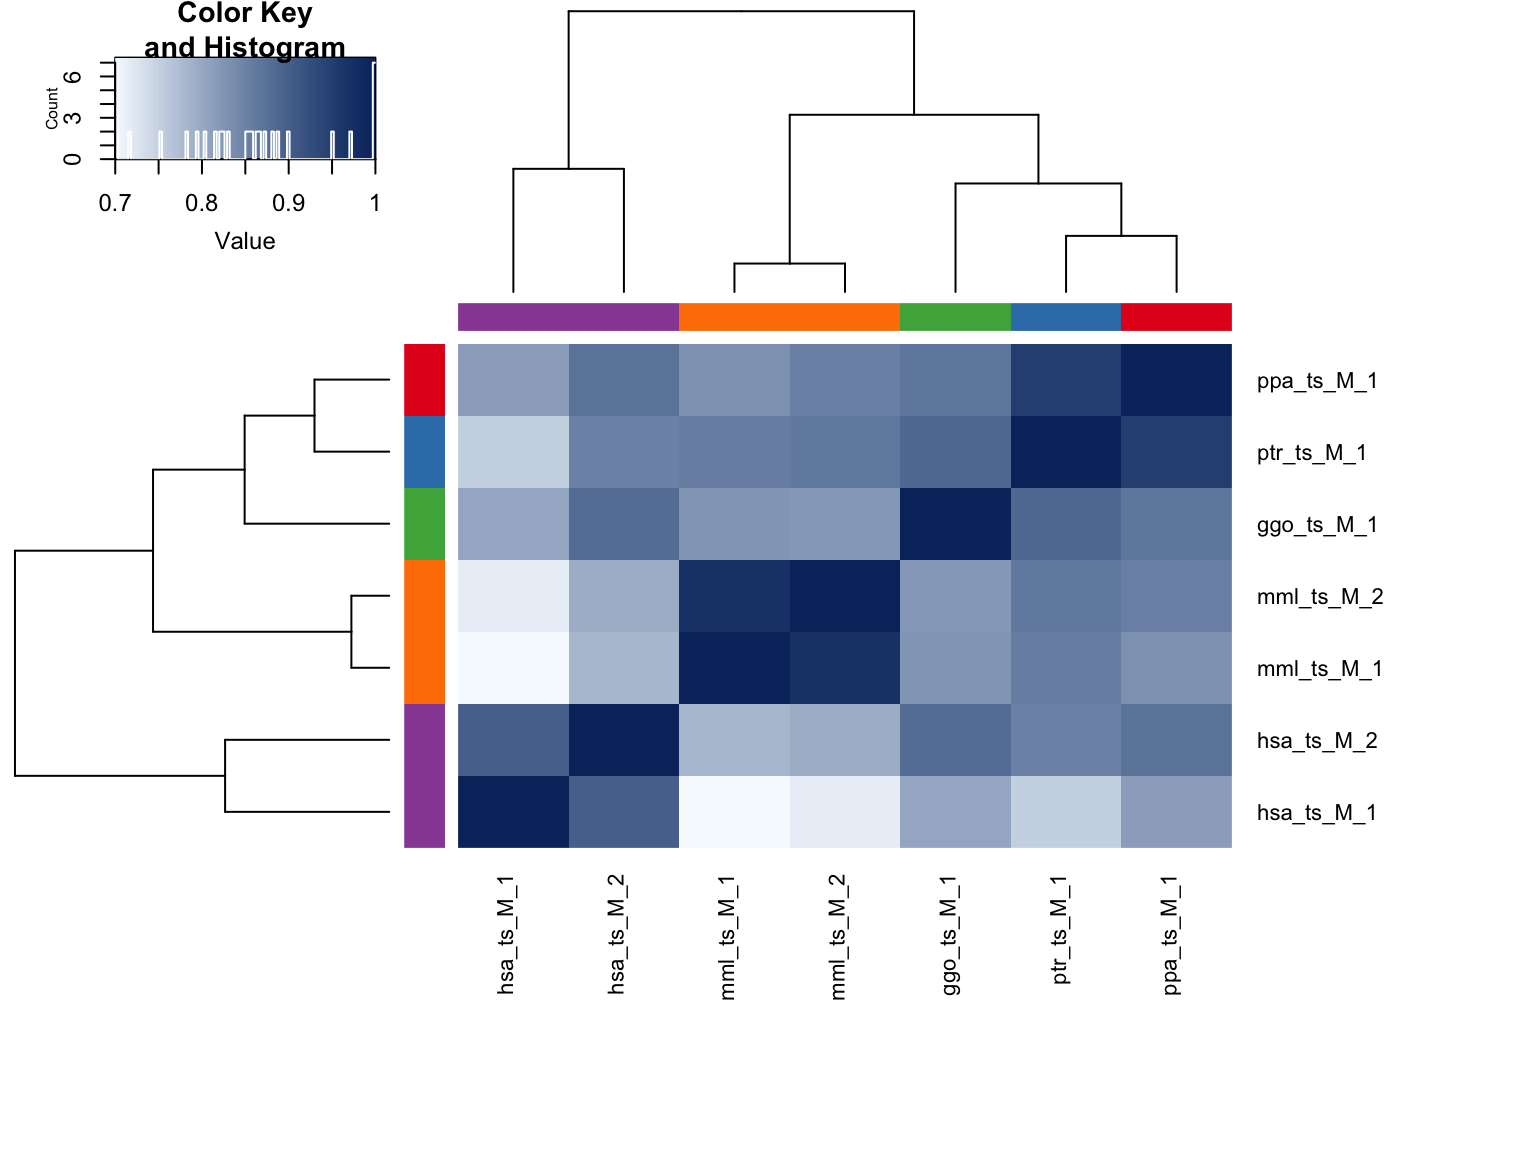 Color Key
and Histogram
Count
0 3 6
0.7 0.8 0.9 1
Value
ppa_ts_M_1
ptr_ts_M_1
ggo_ts_M_1
mml_ts_M_2
mml_ts_M_1
hsa_ts_M_2
hsa_ts_M_1
hsa_ts_M_1
hsa_ts_M_2
mml_ts_M_1
mml_ts_M_2
ggo_ts_M_1
ptr_ts_M_1
ppa_ts_M_1